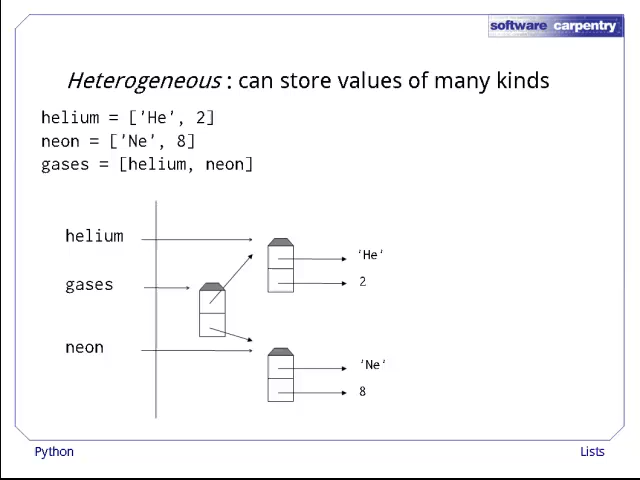 software carpentry
Heterogeneous : can store values of many kinds
helium = ['He', 2]
neon = ['Ne', 8]
gases = [helium, neon]
helium
'He'
gases
2
neon
'Ne'
8
Python Lists